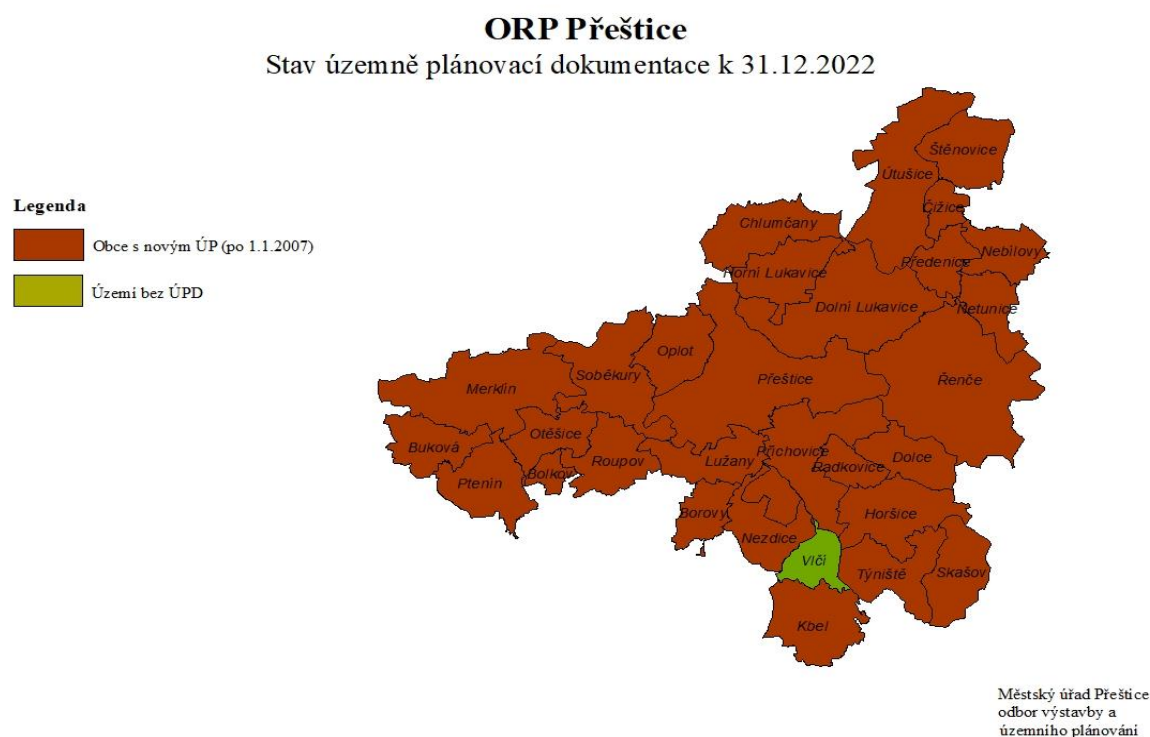 ORP Přeštice
Stav územně plánovací dokumentace k 31.12.2022
Legenda
Obce s novým ÚP (po 1.1.2007)
Území bez ÚPD
Štěnovice
Útušice
Čižice
Chlumčany
Nebílovy
Předenice
Horní Lukavice
Dolní Lukavice
Netunice
Oplot
Soběkury
Přeštice
Řenče
Merklín
Otěšice
Buková
Roupov
Lužany
Příchovice
Dolce
Radkovice
Bolkov
Ptenín
Borovy
Horšice
Nezdice
Vlčí
Týniště
Skašov
Kbel
Městský úřad Přeštice
odbor výstavby a
územního plánování